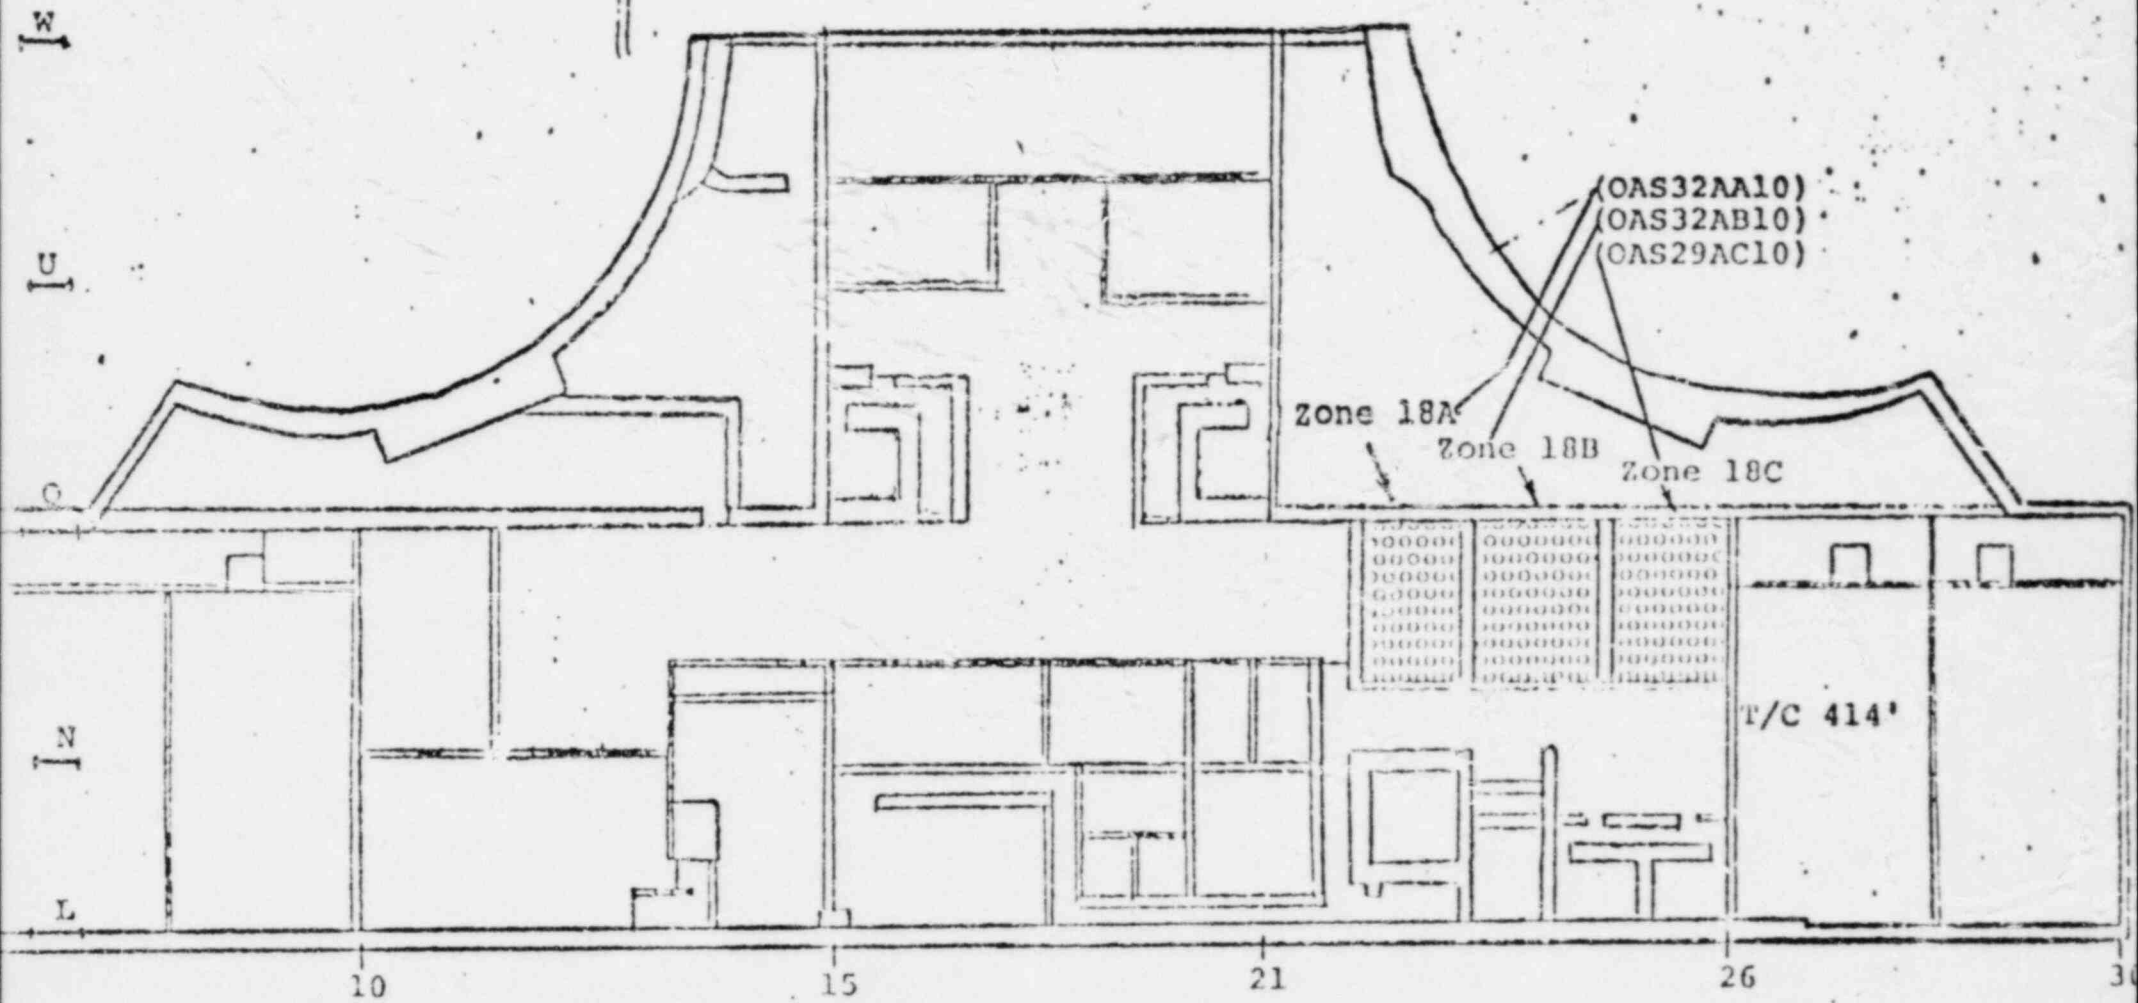 W
U
(OAS32AA10)
(OAS32AB10)
(OAS29AC10)
Zone 18A
Zone 18B
Zone 18C
Q
N
T/C 414'
L
10
15
21
26